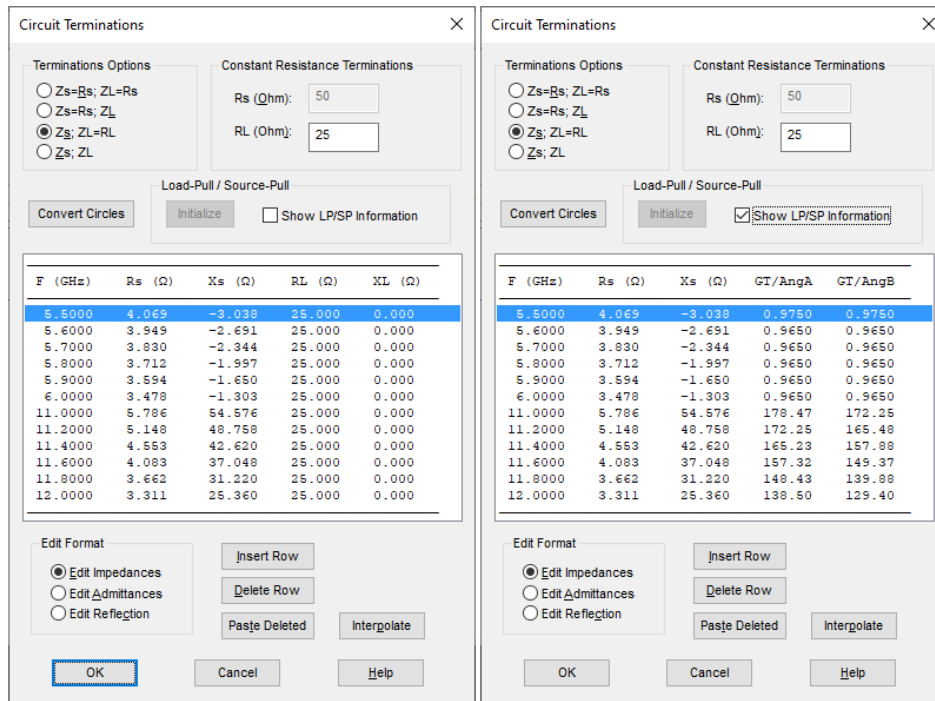 Circuit Terminations
Terminations Options
Zs=Rs; ZL=Rs
Zs=Rs; ZL
Zs; ZL=RL
Zs; ZL
Constant Resistance Terminations
Rs (Ohm): 50
RL (Ohm): 25
Load-Pull / Source-Pull
Convert Circles
Initialize
Show LP/SP Information
F (GHz) Rs (Ω) Xs (Ω) RL (Ω) XL (Ω)
5.5000 4.069 -3.038 25.000 0.000
5.6000 3.949 -2.691 25.000 0.000
5.7000 3.830 -2.344 25.000 0.000
5.8000 3.712 -1.997 25.000 0.000
5.9000 3.594 -1.650 25.000 0.000
6.0000 3.478 -1.303 25.000 0.000
11.0000 5.786 54.576 25.000 0.000
11.2000 5.148 48.758 25.000 0.000
11.4000 4.553 42.620 25.000 0.000
11.6000 4.083 37.048 25.000 0.000
11.8000 3.662 31.220 25.000 0.000
12.0000 3.311 25.360 25.000 0.000
Edit Format
Edit Impedances
Edit Admittances
Edit Reflection
Insert Row
Delete Row
Paste Deleted
Interpolate
OK
Cancel
Help
Circuit Terminations
Terminations Options
Zs=Rs; ZL=Rs
Zs=Rs; ZL
Zs; ZL=RL
Zs; ZL
Constant Resistance Terminations
Rs (Ohm): 50
RL (Ohm): 25
Load-Pull / Source-Pull
Convert Circles
Initialize
Show LP/SP Information
F (GHz) Rs (Ω) Xs (Ω) GT/AngA GT/AngB
5.5000 4.069 -3.038 0.9750 0.9750
5.6000 3.949 -2.691 0.9650 0.9650
5.7000 3.830 -2.344 0.9650 0.9650
5.8000 3.712 -1.997 0.9650 0.9650
5.9000 3.594 -1.650 0.9650 0.9650
6.0000 3.478 -1.303 0.9650 0.9650
11.0000 5.786 54.576 178.47 172.25
11.2000 5.148 48.758 172.25 165.48
11.4000 4.553 42.620 165.23 157.88
11.6000 4.083 37.048 157.32 149.37
11.8000 3.662 31.220 148.43 139.88
12.0000 3.311 25.360 138.50 129.40
Edit Format
Edit Impedances
Edit Admittances
Edit Reflection
Insert Row
Delete Row
Paste Deleted
Interpolate
OK
Cancel
Help